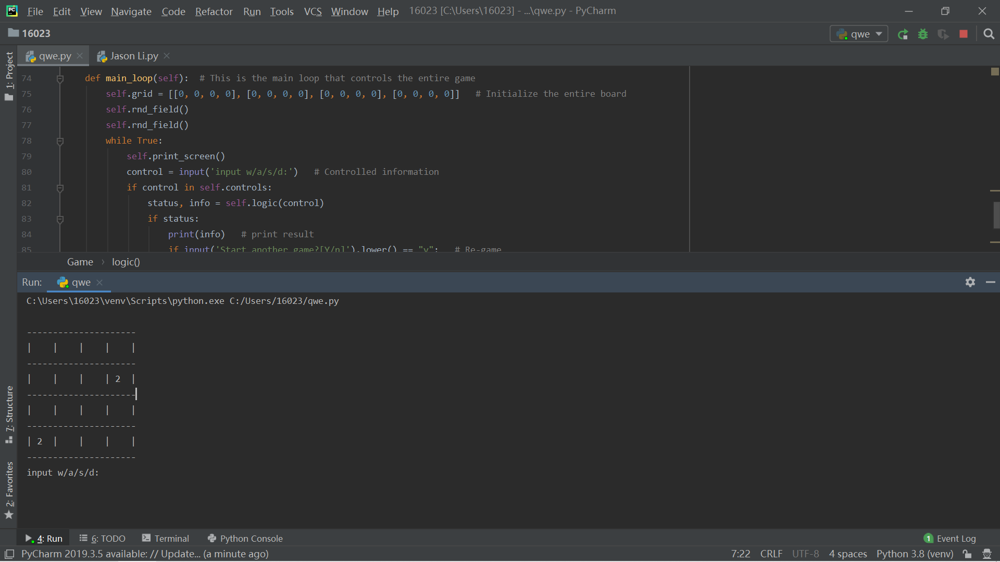 File Edit View Navigate Code Refactor Run Tools VCS Window Help 16023 [C:\Users\16023] - ...\qwe.py - PyCharm
16023 qwe
1: Project
qwe.py Jason Li.py
74 def main_loop(self): # This is the main loop that controls the entire game
75 self.grid = [[0, 0, 0, 0], [0, 0, 0, 0], [0, 0, 0, 0], [0, 0, 0, 0]] # Initialize the entire board
76 self.rnd_field()
77 self.rnd_field()
78 while True:
79 self.print_screen()
80 control = input('input w/a/s/d:') # Controlled information
81 if control in self.controls:
82 status, info = self.logic(control)
83 if status:
84 print(info) # print result
85 if input('Start another game?[Y/n]').lower() == "y": # Re-game
Game › logic()
Run: qwe
C:\Users\16023\venv\Scripts\python.exe C:/Users/16023/qwe.py
---------------------
|    |    |    |    |
---------------------
|    |    |    | 2  |
---------------------
|    |    |    |    |
---------------------
| 2  |    |    |    |
---------------------
input w/a/s/d:
7: Structure
2: Favorites
4: Run 6: TODO Terminal Python Console 1 Event Log
PyCharm 2019.3.5 available: // Update... (a minute ago) 7:22 CRLF UTF-8 4 spaces Python 3.8 (venv)